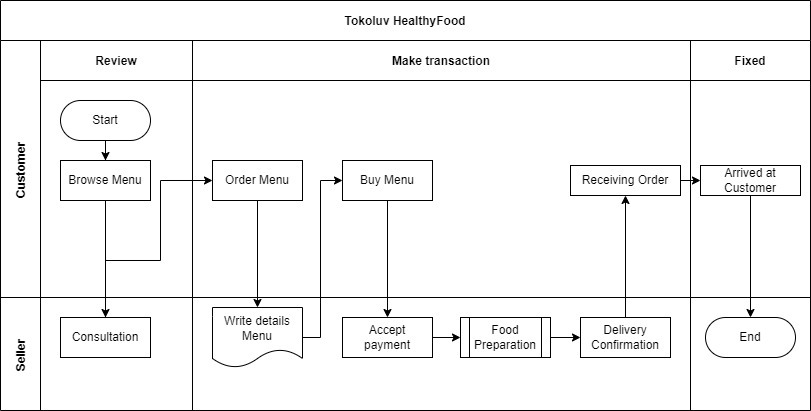 Tokoluv HealthyFood
Review
Make transaction
Fixed
Customer
Start
Browse Menu
Order Menu
Buy Menu
Receiving Order
Arrived at
Customer
Seller
Consultation
Write details
Menu
Accept
payment
Food
Preparation
Delivery
Confirmation
End